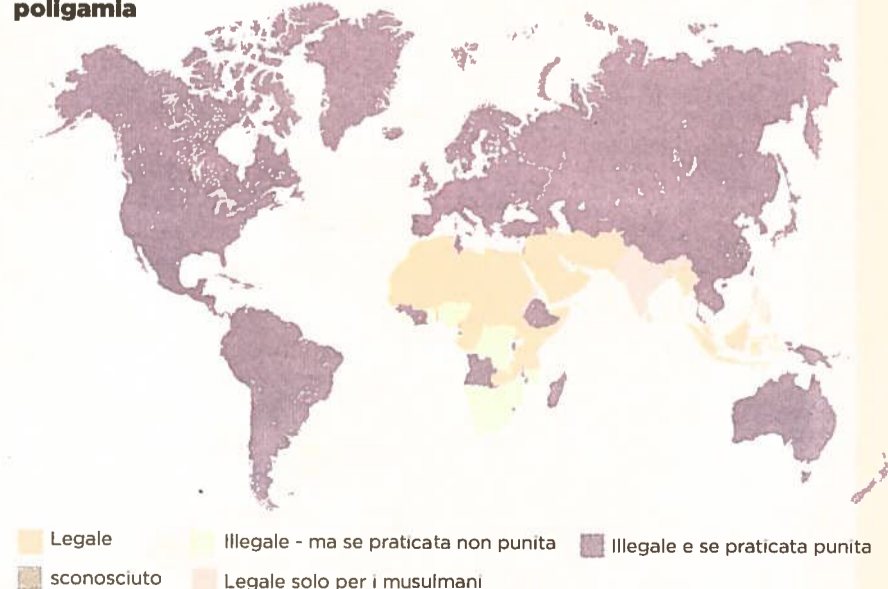 poligamia
Legale
Illegale - ma se praticata non punita
Illegale e se praticata punita
sconosciuto
Legale solo per i musulmani